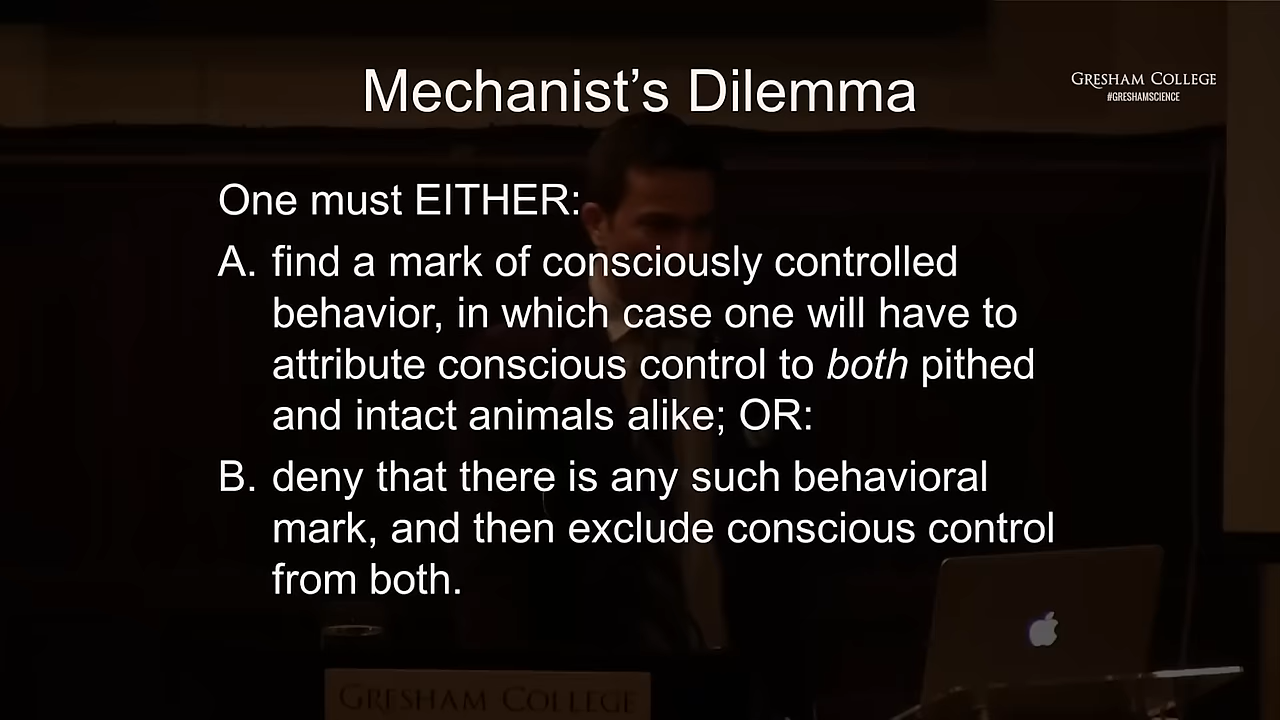 Mechanist’s Dilemma
GRESHAM COLLEGE
#GRESHAMSCIENCE
One must EITHER:
A. find a mark of consciously controlled
behavior, in which case one will have to
attribute conscious control to both pithed
and intact animals alike; OR:
B. deny that there is any such behavioral
mark, and then exclude conscious control
from both.
GRESHAM COLLEGE